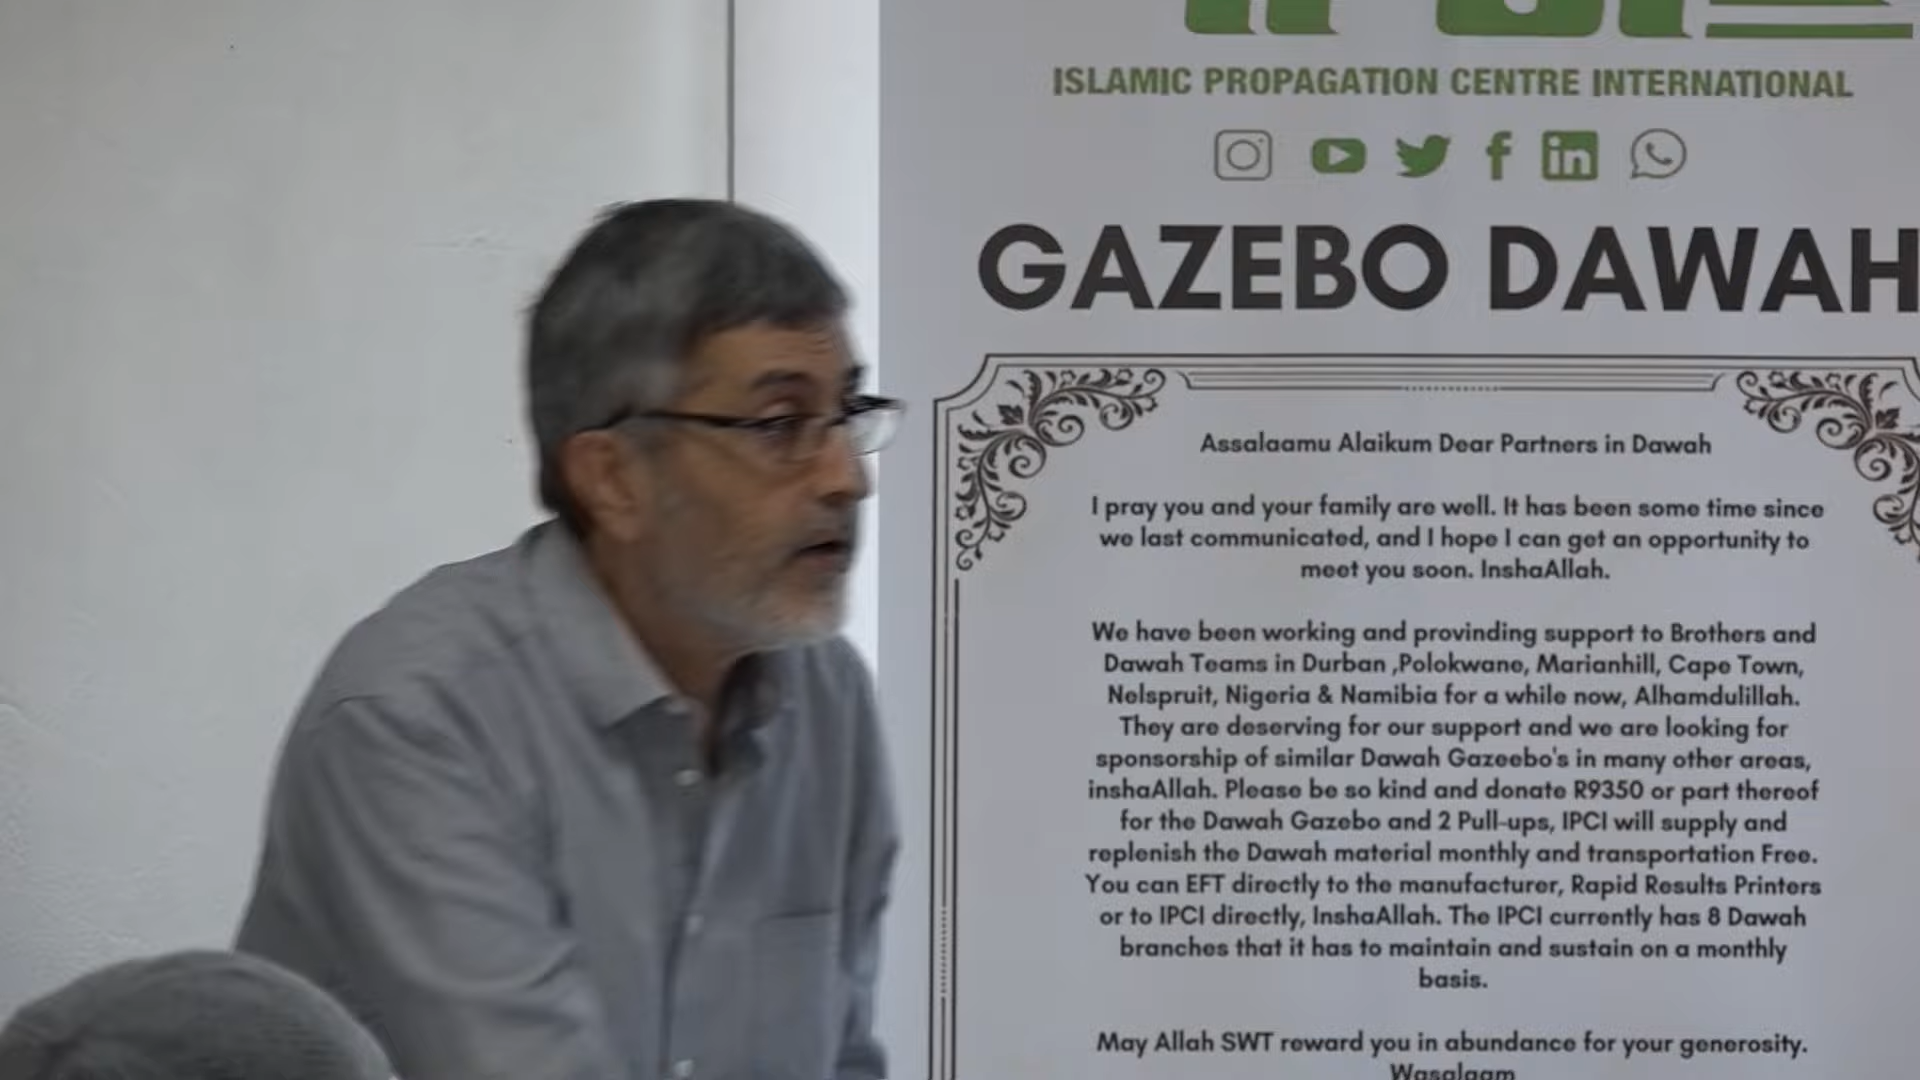 IPCI
ISLAMIC PROPAGATION CENTRE INTERNATIONAL
GAZEBO DAWAH
Assalaamu Alaikum Dear Partners in Dawah
I pray you and your family are well. It has been some time since
we last communicated, and I hope I can get an opportunity to
meet you soon. InshaAllah.
We have been working and provinding support to Brothers and
Dawah Teams in Durban ,Polokwane, Marianhill, Cape Town,
Nelspruit, Nigeria & Namibia for a while now, Alhamdulillah.
They are deserving for our support and we are looking for
sponsorship of similar Dawah Gazeebo's in many other areas,
inshaAllah. Please be so kind and donate R9350 or part thereof
for the Dawah Gazebo and 2 Pull-ups, IPCI will supply and
replenish the Dawah material monthly and transportation Free.
You can EFT directly to the manufacturer, Rapid Results Printers
or to IPCI directly, InshaAllah. The IPCI currently has 8 Dawah
branches that it has to maintain and sustain on a monthly
basis.
May Allah SWT reward you in abundance for your generosity.
Wasalaam